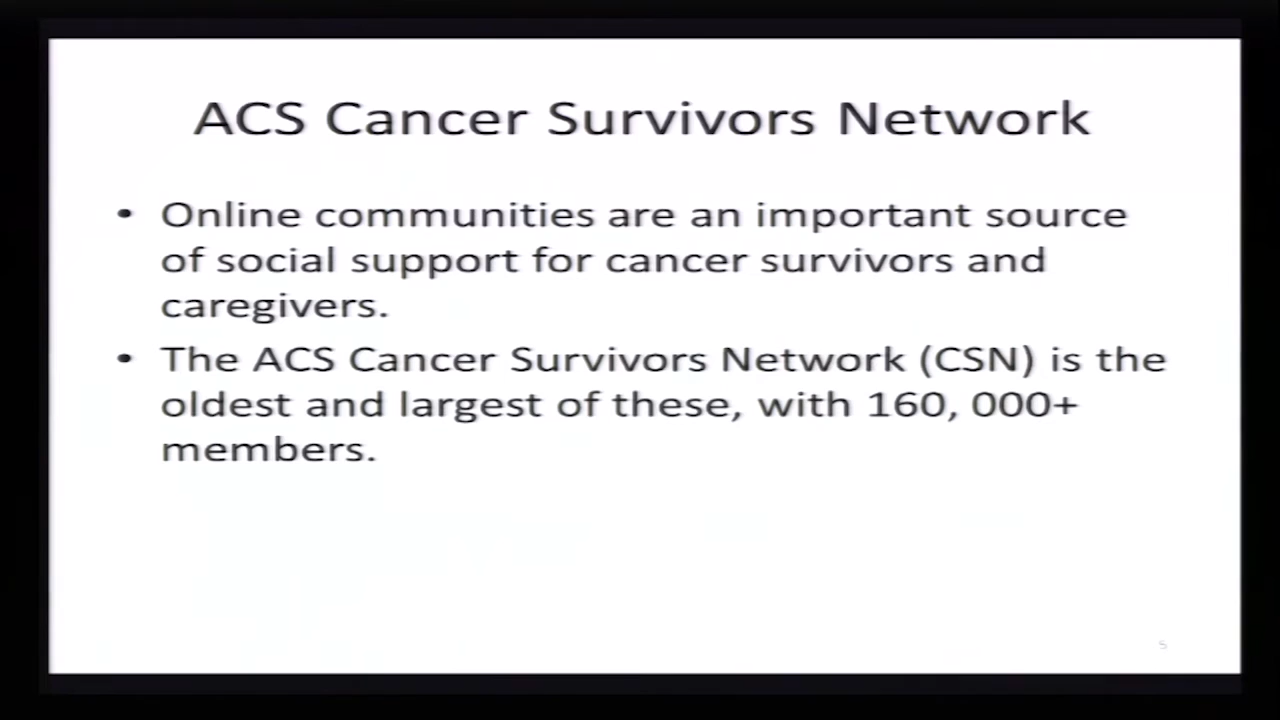 ACS Cancer Survivors Network
• Online communities are an important source
of social support for cancer survivors and
caregivers.
• The ACS Cancer Survivors Network (CSN) is the
oldest and largest of these, with 160, 000+
members.
5